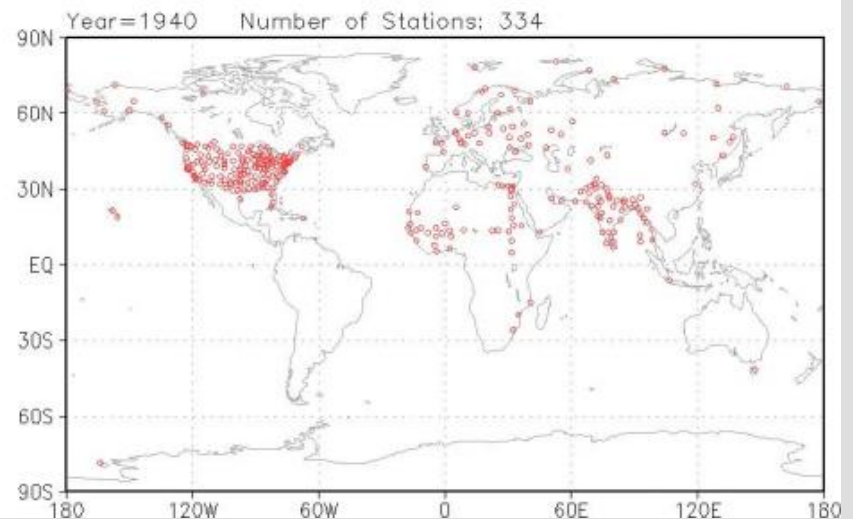 Year=1940 Number of Stations: 334
90N
60N
30N
EQ
30S
60S
90S
180 120W 60W 0 60E 120E 180